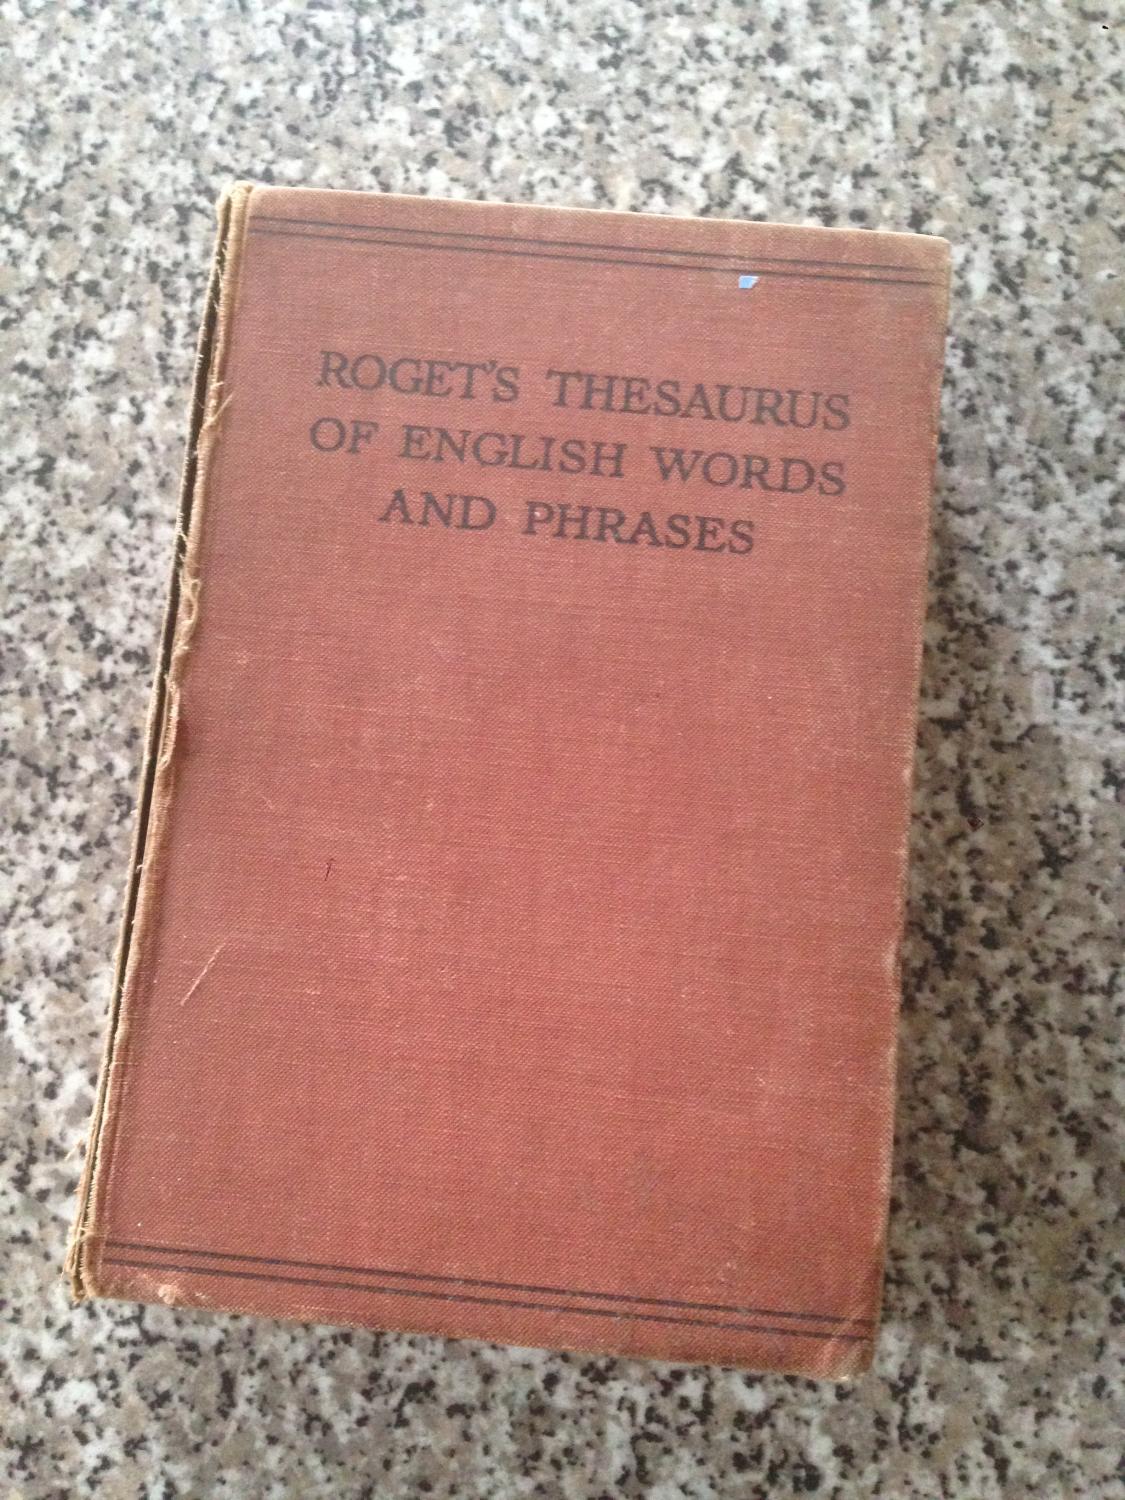 ROGET'S THESAURUS
OF ENGLISH WORDS
AND PHRASES